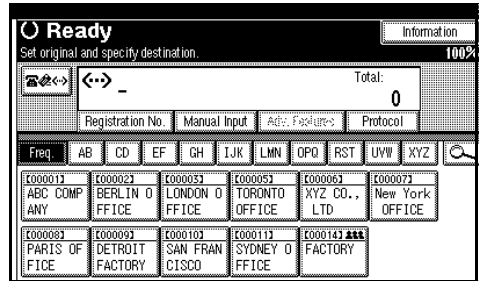 Ready
Information
Set original and specify destination.
100%
Total:
0
Registration No.
Manual Input
Adv. Features
Protocol
Freq. AB CD EF GH IJK LMN OPQ RST UVW XYZ
[00001] [00002] [00003] [00005] [00006] [00007]
ABC COMP BERLIN O LONDON O TORONTO XYZ CO., New York
ANY FFICE FFICE OFFICE LTD OFFICE
[00008] [00009] [00010] [00011] [00014]
PARIS OF DETROIT SAN FRAN SYDNEY O FACTORY
FICE FACTORY CISCO FFICE